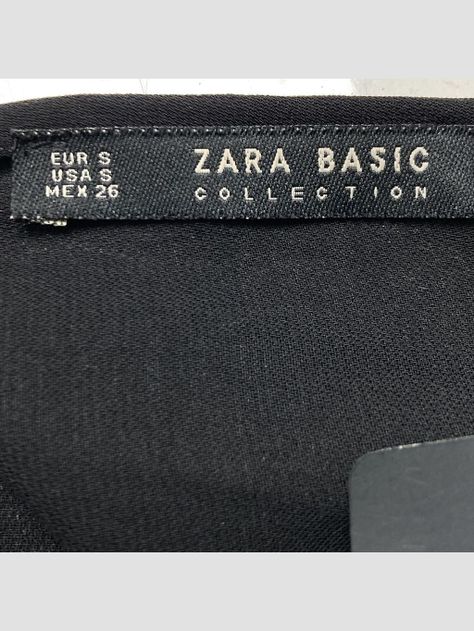 EUR S
USA S
MEX 26
ZARA BASIC
COLLECTION